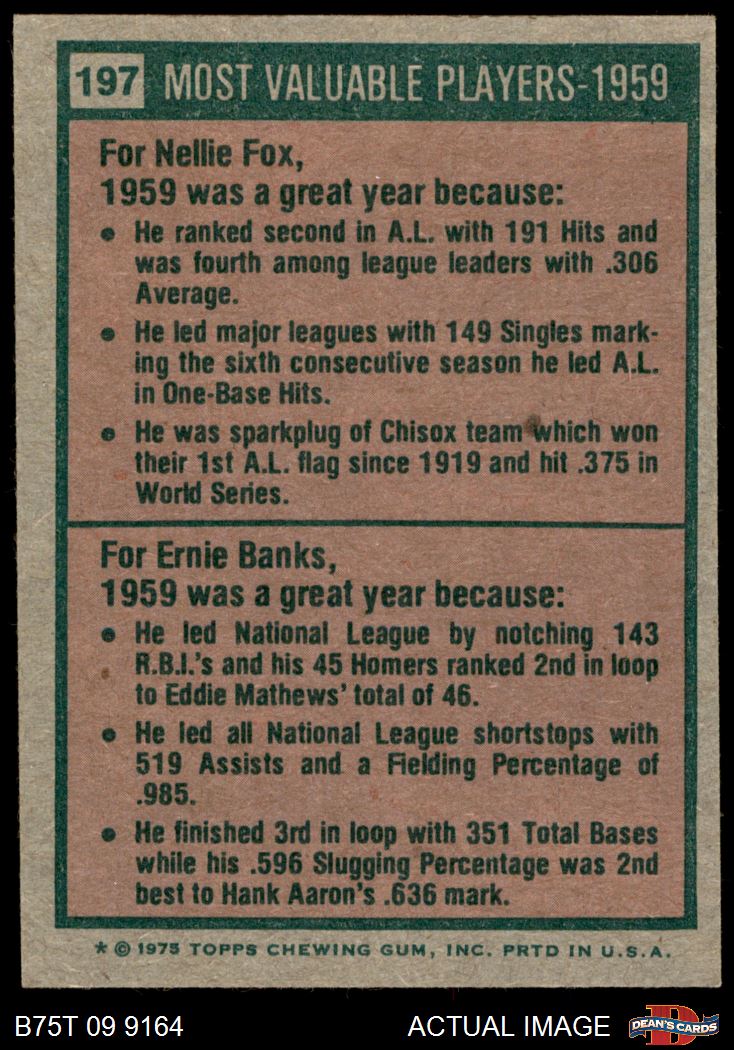 197 MOST VALUABLE PLAYERS-1959
For Nellie Fox,
1959 was a great year because:
• He ranked second in A.L. with 191 Hits and
was fourth among league leaders with .306
Average.
• He led major leagues with 149 Singles mark-
ing the sixth consecutive season he led A.L.
in One-Base Hits.
• He was sparkplug of Chisox team which won
their 1st A.L. flag since 1919 and hit .375 in
World Series.
For Ernie Banks,
1959 was a great year because:
• He led National League by notching 143
R.B.I.'s and his 45 Homers ranked 2nd in loop
to Eddie Mathews' total of 46.
• He led all National League shortstops with
519 Assists and a Fielding Percentage of
.985.
• He finished 3rd in loop with 351 Total Bases
while his .596 Slugging Percentage was 2nd
best to Hank Aaron's .636 mark.
* © 1975 TOPPS CHEWING GUM, INC. PRTD IN U.S.A.
B75T 09 9164 ACTUAL IMAGE D DEAN'S CARDS